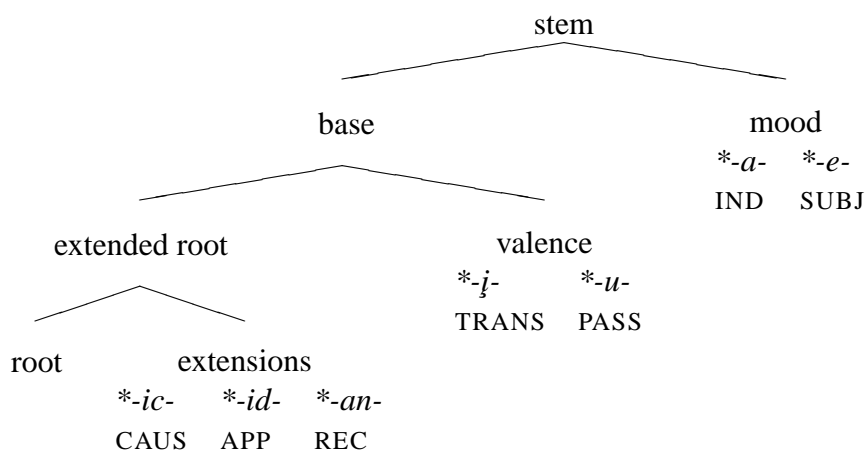 stem
base
mood
*-a- *-e-
IND SUBJ
extended root
valence
*-i̧- *-u-
TRANS PASS
root extensions
*-ic- *-id- *-an-
CAUS APP REC